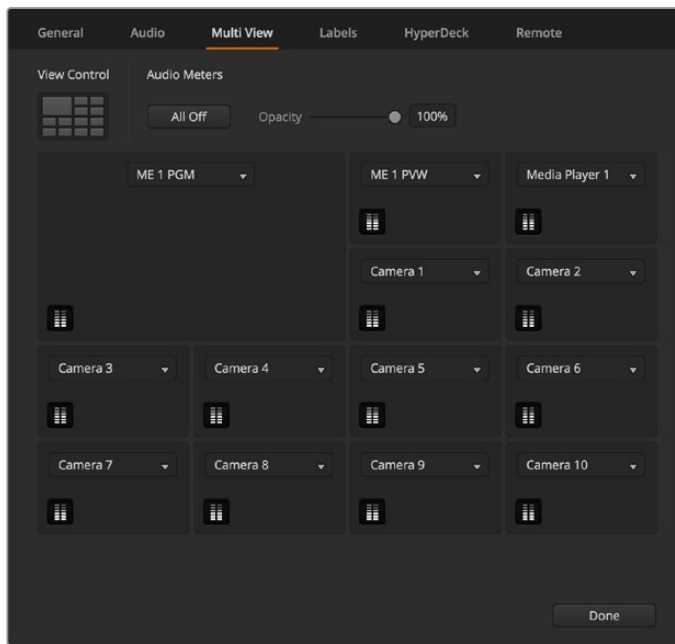 General Audio Multi View Labels HyperDeck Remote
View Control Audio Meters
All Off Opacity 100%
ME 1 PGM ME 1 PVW Media Player 1
Camera 1 Camera 2
Camera 3 Camera 4 Camera 5 Camera 6
Camera 7 Camera 8 Camera 9 Camera 10
Done